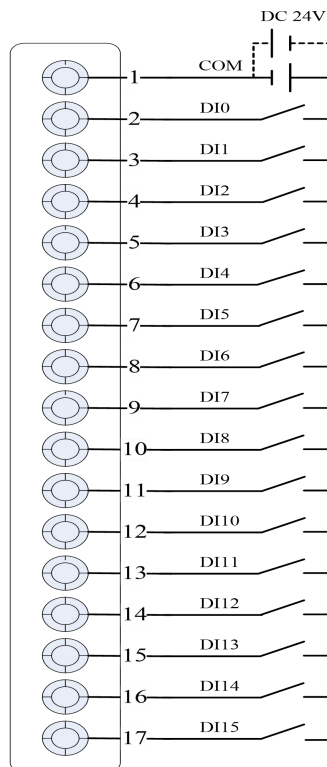 DC 24V
1 COM
2 DI0
3 DI1
4 DI2
5 DI3
6 DI4
7 DI5
8 DI6
9 DI7
10 DI8
11 DI9
12 DI10
13 DI11
14 DI12
15 DI13
16 DI14
17 DI15